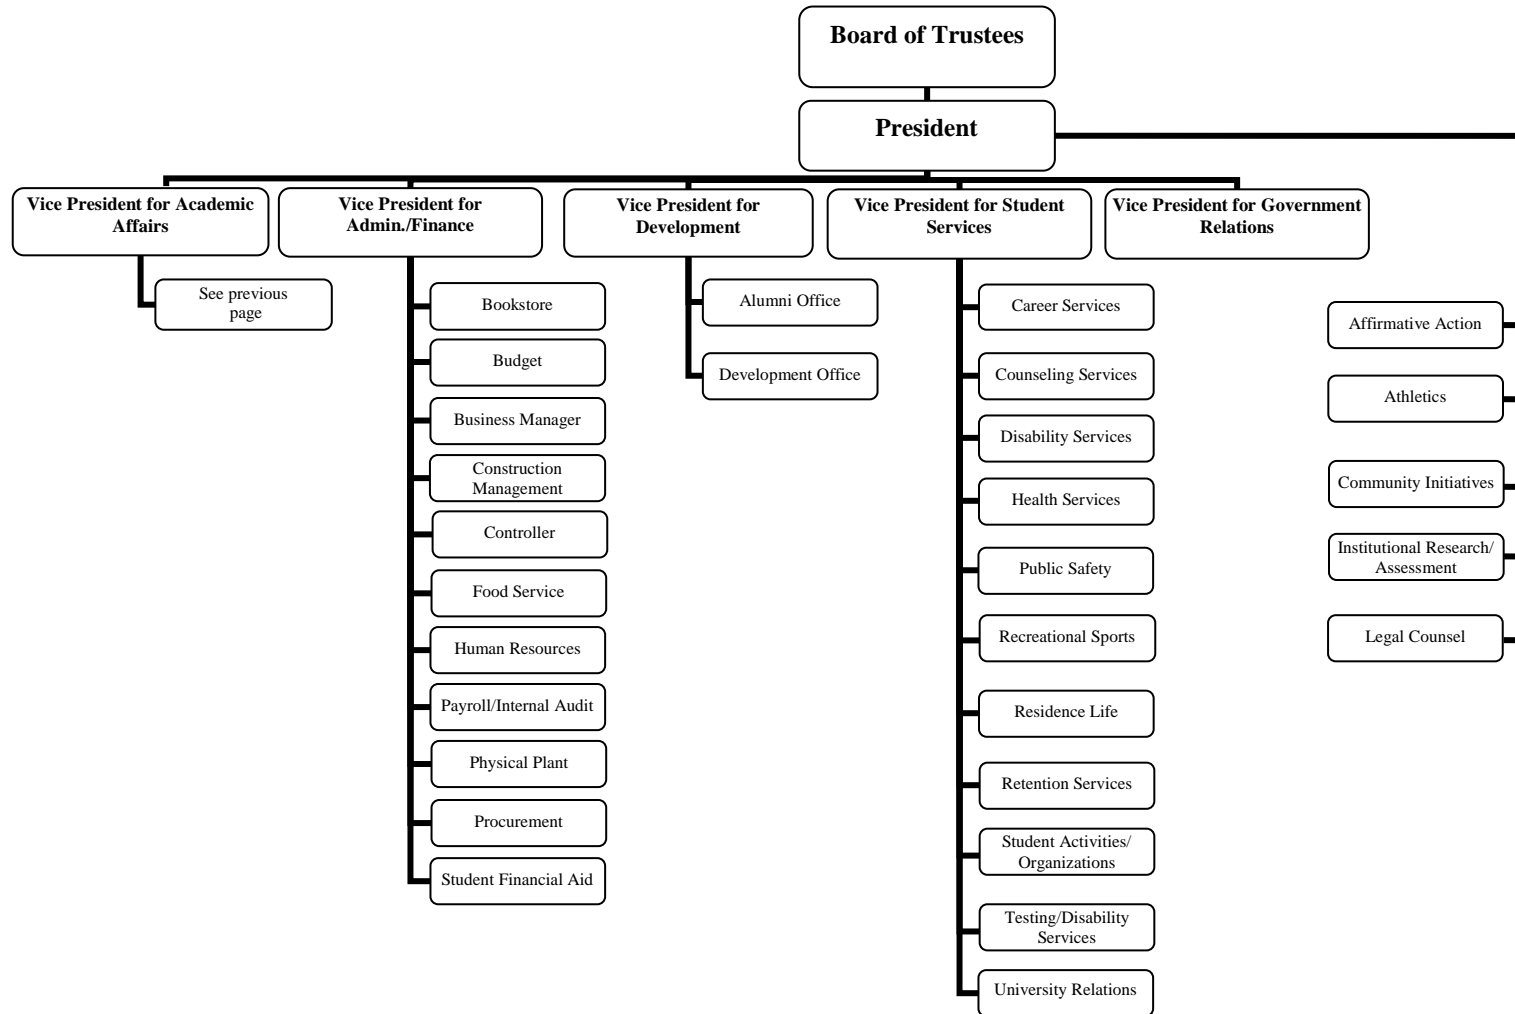 Board of Trustees
President
Vice President for Academic
Affairs
Vice President for
Admin./Finance
Vice President for
Development
Vice President for Student
Services
Vice President for Government
Relations
See previous
page
Bookstore
Budget
Business Manager
Construction
Management
Controller
Food Service
Human Resources
Payroll/Internal Audit
Physical Plant
Procurement
Student Financial Aid
Alumni Office
Development Office
Career Services
Counseling Services
Disability Services
Health Services
Public Safety
Recreational Sports
Residence Life
Retention Services
Student Activities/
Organizations
Testing/Disability
Services
University Relations
Affirmative Action
Athletics
Community Initiatives
Institutional Research/
Assessment
Legal Counsel